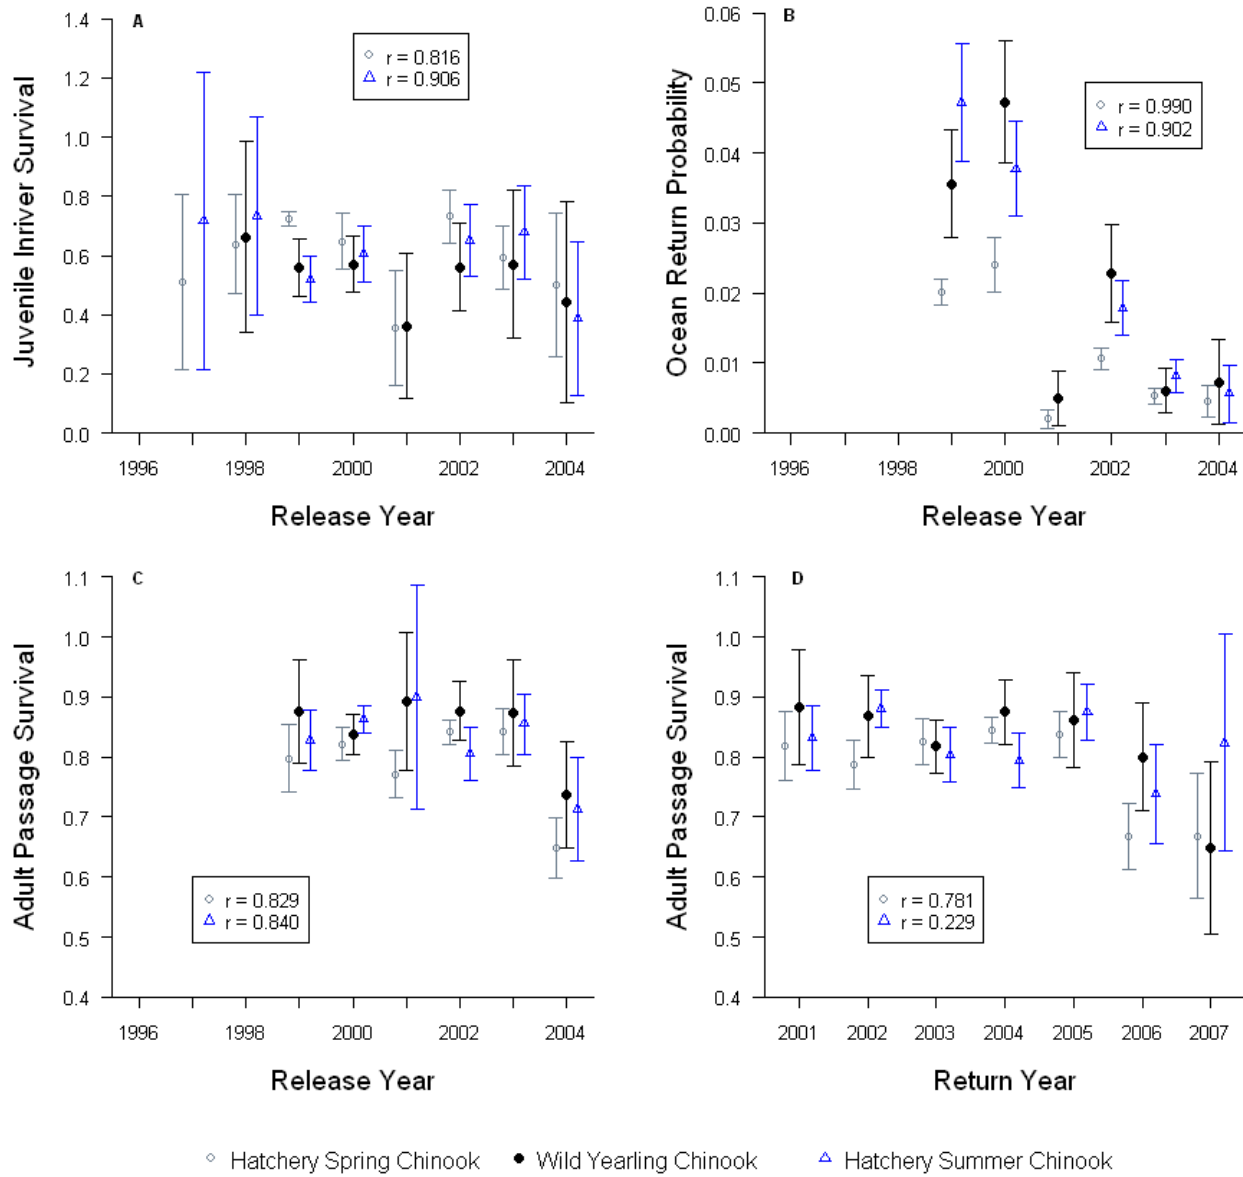 A
Juvenile Inriver Survival
1.4
1.2
1.0
0.8
0.6
0.4
0.2
0.0
r = 0.816
r = 0.906
1996 1998 2000 2002 2004
Release Year
B
Ocean Return Probability
0.06
0.05
0.04
0.03
0.02
0.01
0.00
r = 0.990
r = 0.902
1996 1998 2000 2002 2004
Release Year
C
Adult Passage Survival
1.1
1.0
0.9
0.8
0.7
0.6
0.5
0.4
r = 0.829
r = 0.840
1996 1998 2000 2002 2004
Release Year
D
Adult Passage Survival
1.1
1.0
0.9
0.8
0.7
0.6
0.5
0.4
r = 0.781
r = 0.229
2001 2002 2003 2004 2005 2006 2007
Return Year
Hatchery Spring Chinook Wild Yearling Chinook Hatchery Summer Chinook